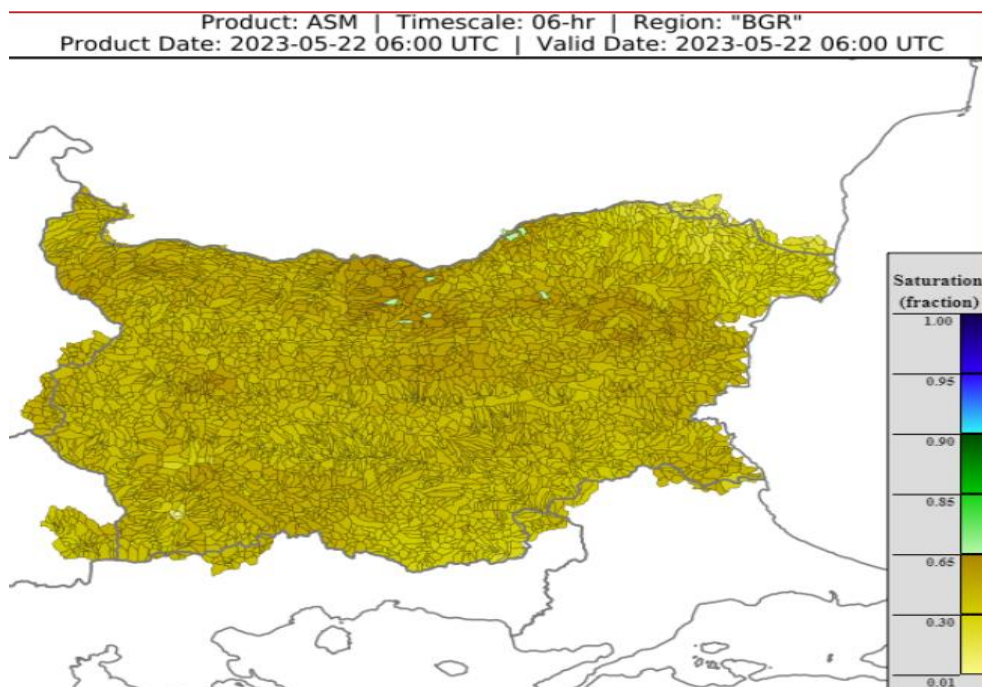 Product: ASM | Timescale: 06-hr | Region: "BGR"
Product Date: 2023-05-22 06:00 UTC | Valid Date: 2023-05-22 06:00 UTC
Saturation
(fraction)
1.00
0.95
0.90
0.85
0.65
0.30
0.01